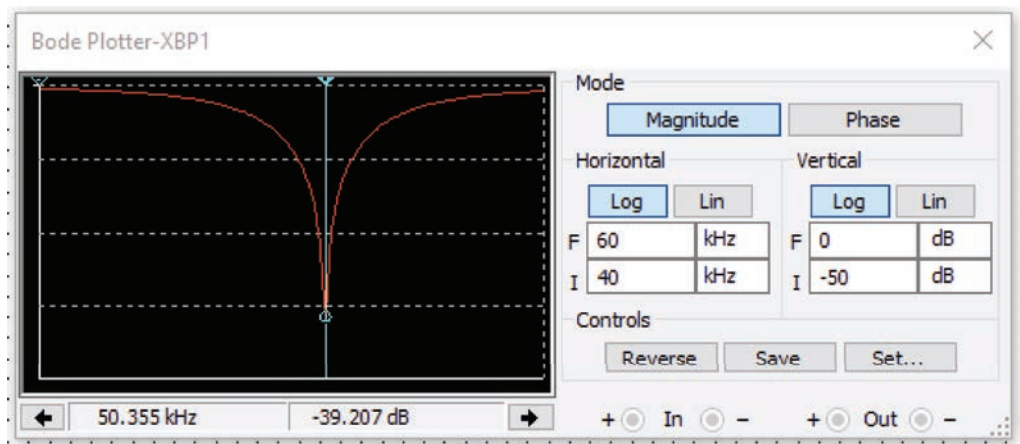 Bode Plotter-XBP1
Mode
Magnitude Phase
Horizontal Vertical
Log Lin Log Lin
F 60 kHz F 0 dB
I 40 kHz I -50 dB
Controls
Reverse Save Set...
50.355 kHz -39.207 dB + In - + Out -